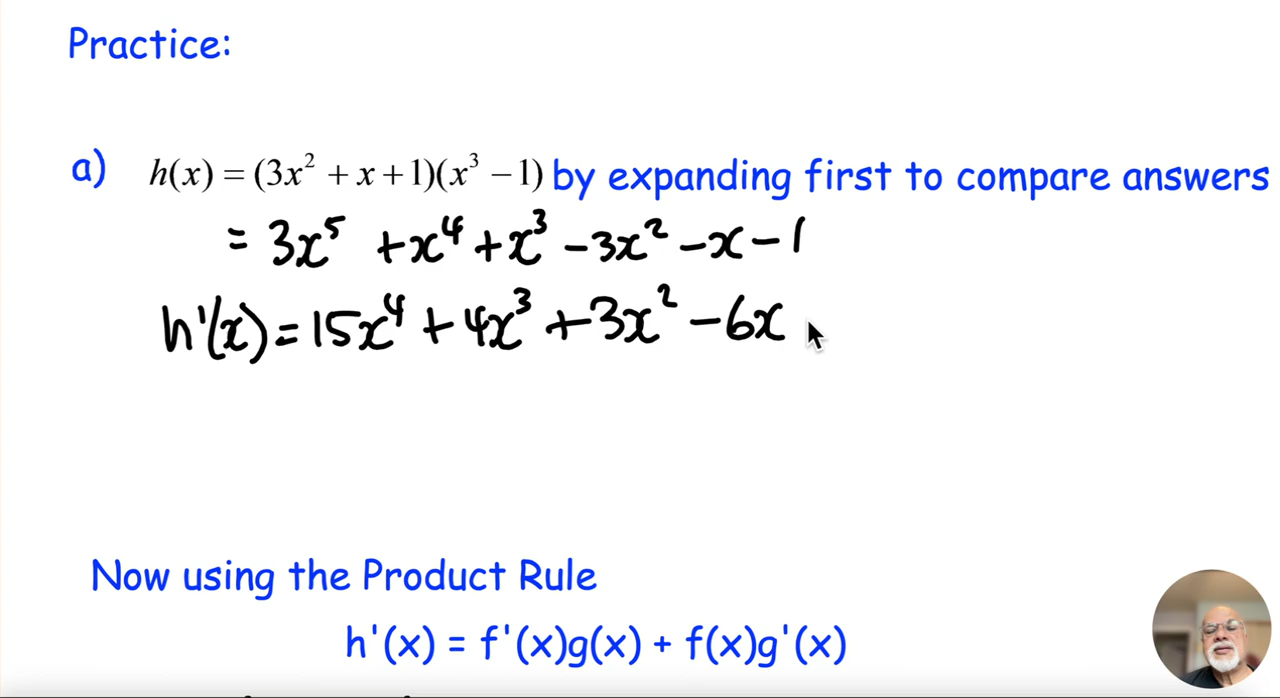 Practice:
a) h(x) = (3x² + x + 1)(x³ − 1) by expanding first to compare answers
= 3x⁵ + x⁴ + x³ − 3x² − x − 1
h'(x) = 15x⁴ + 4x³ + 3x² − 6x
Now using the Product Rule
h'(x) = f'(x)g(x) + f(x)g'(x)